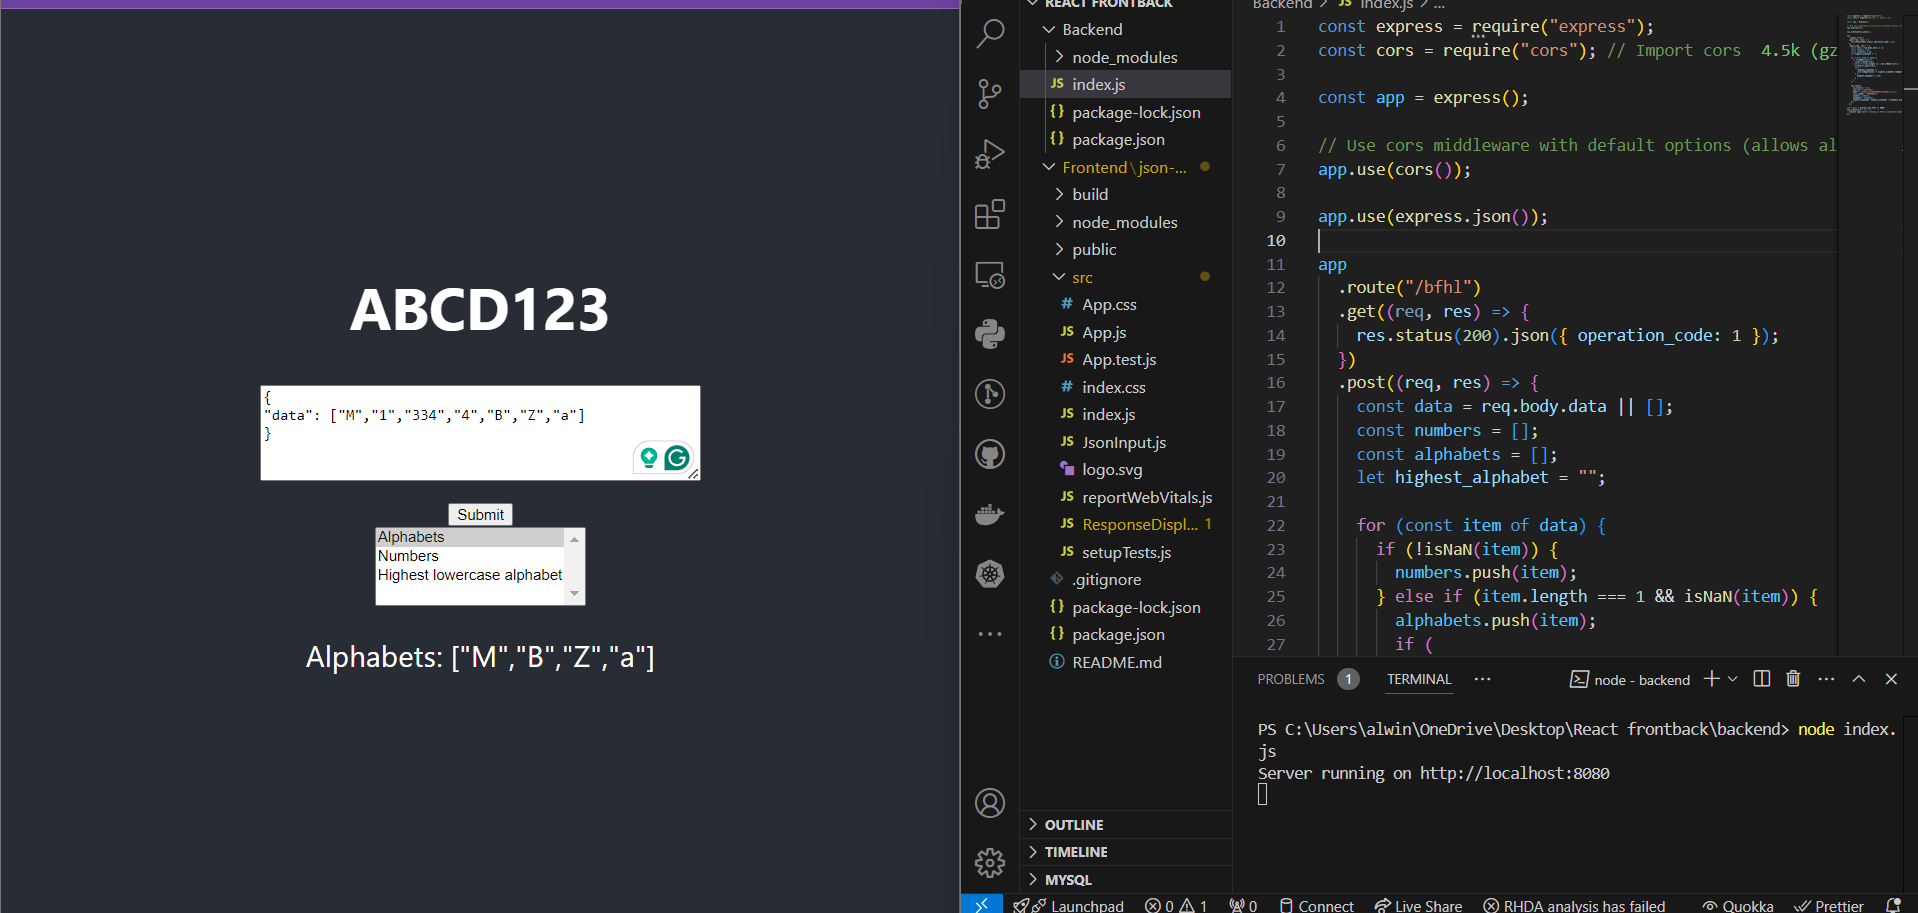 ABCD123
{
"data": ["M","1","334","4","B","Z","a"]
}
Submit
Alphabets
Numbers
Highest lowercase alphabet
Alphabets: ["M","B","Z","a"]
REACT FRONTBACK
Backend
node_modules
JS index.js
{} package-lock.json
{} package.json
Frontend\json-...
build
node_modules
public
src
# App.css
JS App.js
JS App.test.js
# index.css
JS index.js
JS JsonInput.js
logo.svg
JS reportWebVitals.js
JS ResponseDispl... 1
JS setupTests.js
.gitignore
{} package-lock.json
{} package.json
README.md
OUTLINE
TIMELINE
MYSQL
Backend > JS index.js > ...
1 const express = require("express");
2 const cors = require("cors"); // Import cors 4.5k (gz
3
4 const app = express();
5
6 // Use cors middleware with default options (allows al
7 app.use(cors());
8
9 app.use(express.json());
10
11 app
12 .route("/bfhl")
13 .get((req, res) => {
14 res.status(200).json({ operation_code: 1 });
15 })
16 .post((req, res) => {
17 const data = req.body.data || [];
18 const numbers = [];
19 const alphabets = [];
20 let highest_alphabet = "";
21
22 for (const item of data) {
23 if (!isNaN(item)) {
24 numbers.push(item);
25 } else if (item.length === 1 && isNaN(item)) {
26 alphabets.push(item);
27 if (
PROBLEMS 1 TERMINAL ... node - backend
PS C:\Users\alwin\OneDrive\Desktop\React frontback\backend> node index.
js
Server running on http://localhost:8080
Launchpad 0 1 0 Connect Live Share RHDA analysis has failed Quokka Prettier